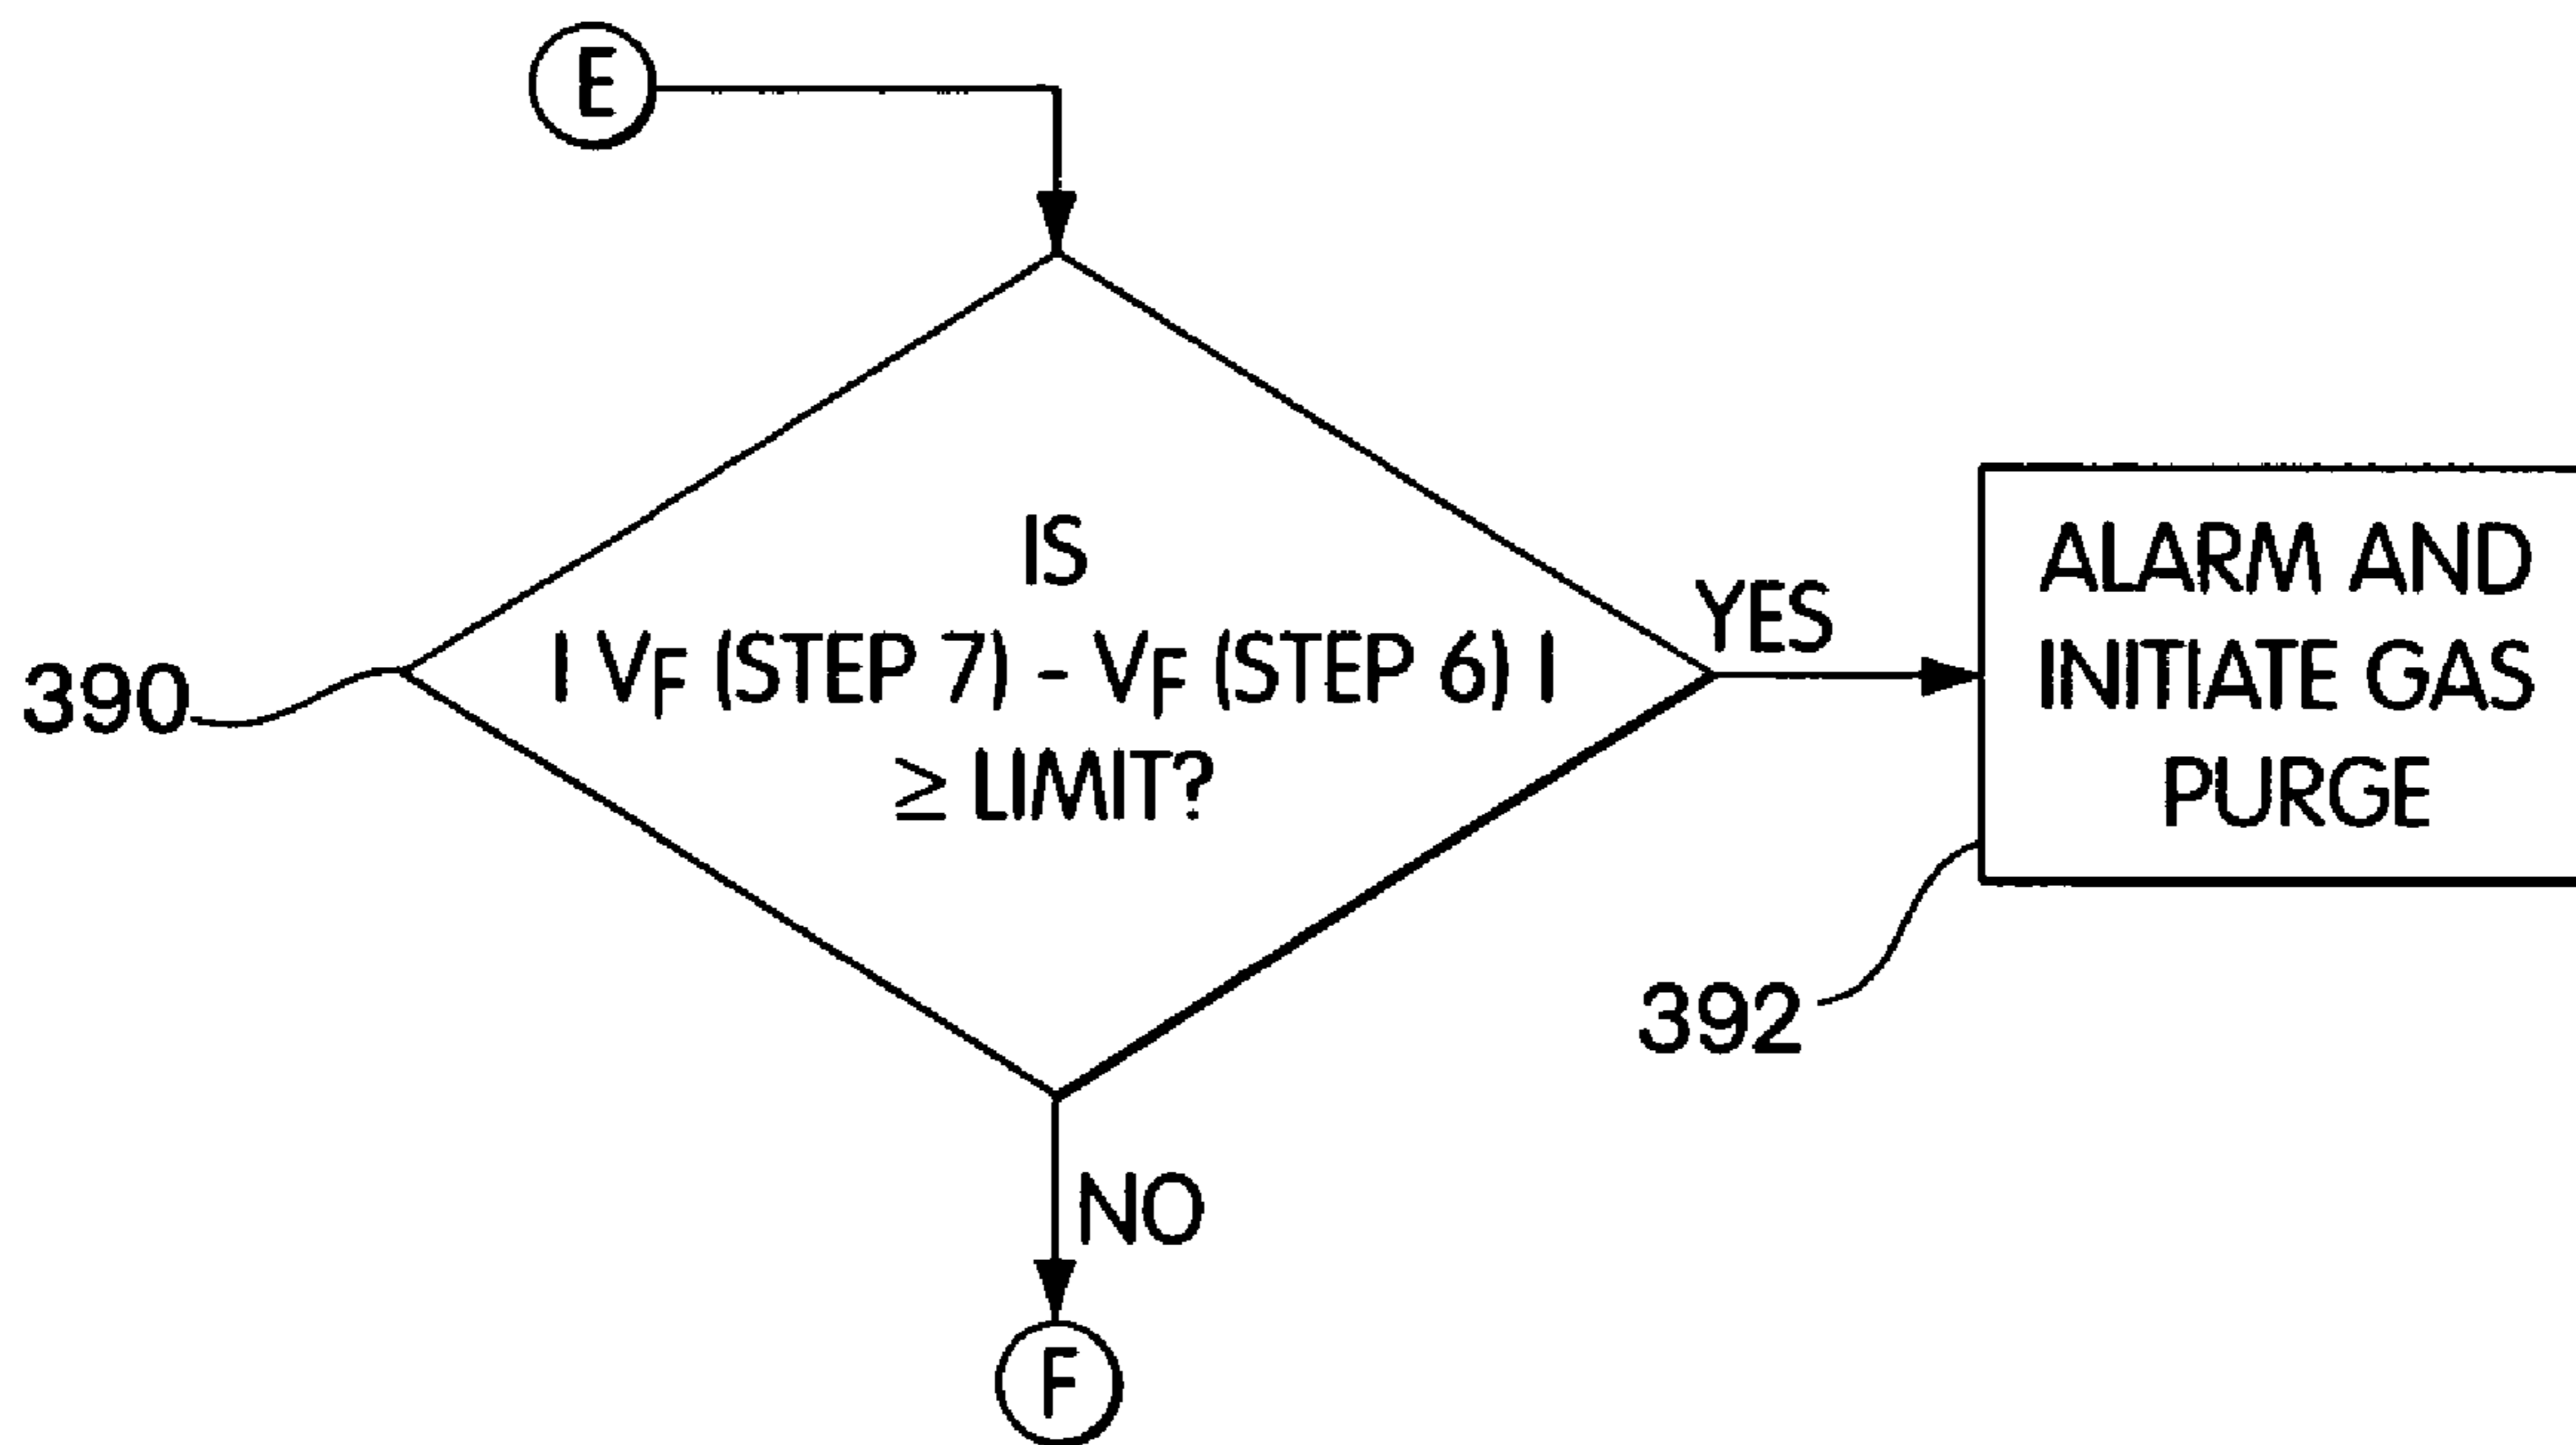 E
IS
| VF (STEP 7) - VF (STEP 6) |
≥ LIMIT?
390
YES
ALARM AND
INITIATE GAS
PURGE
392
NO
F